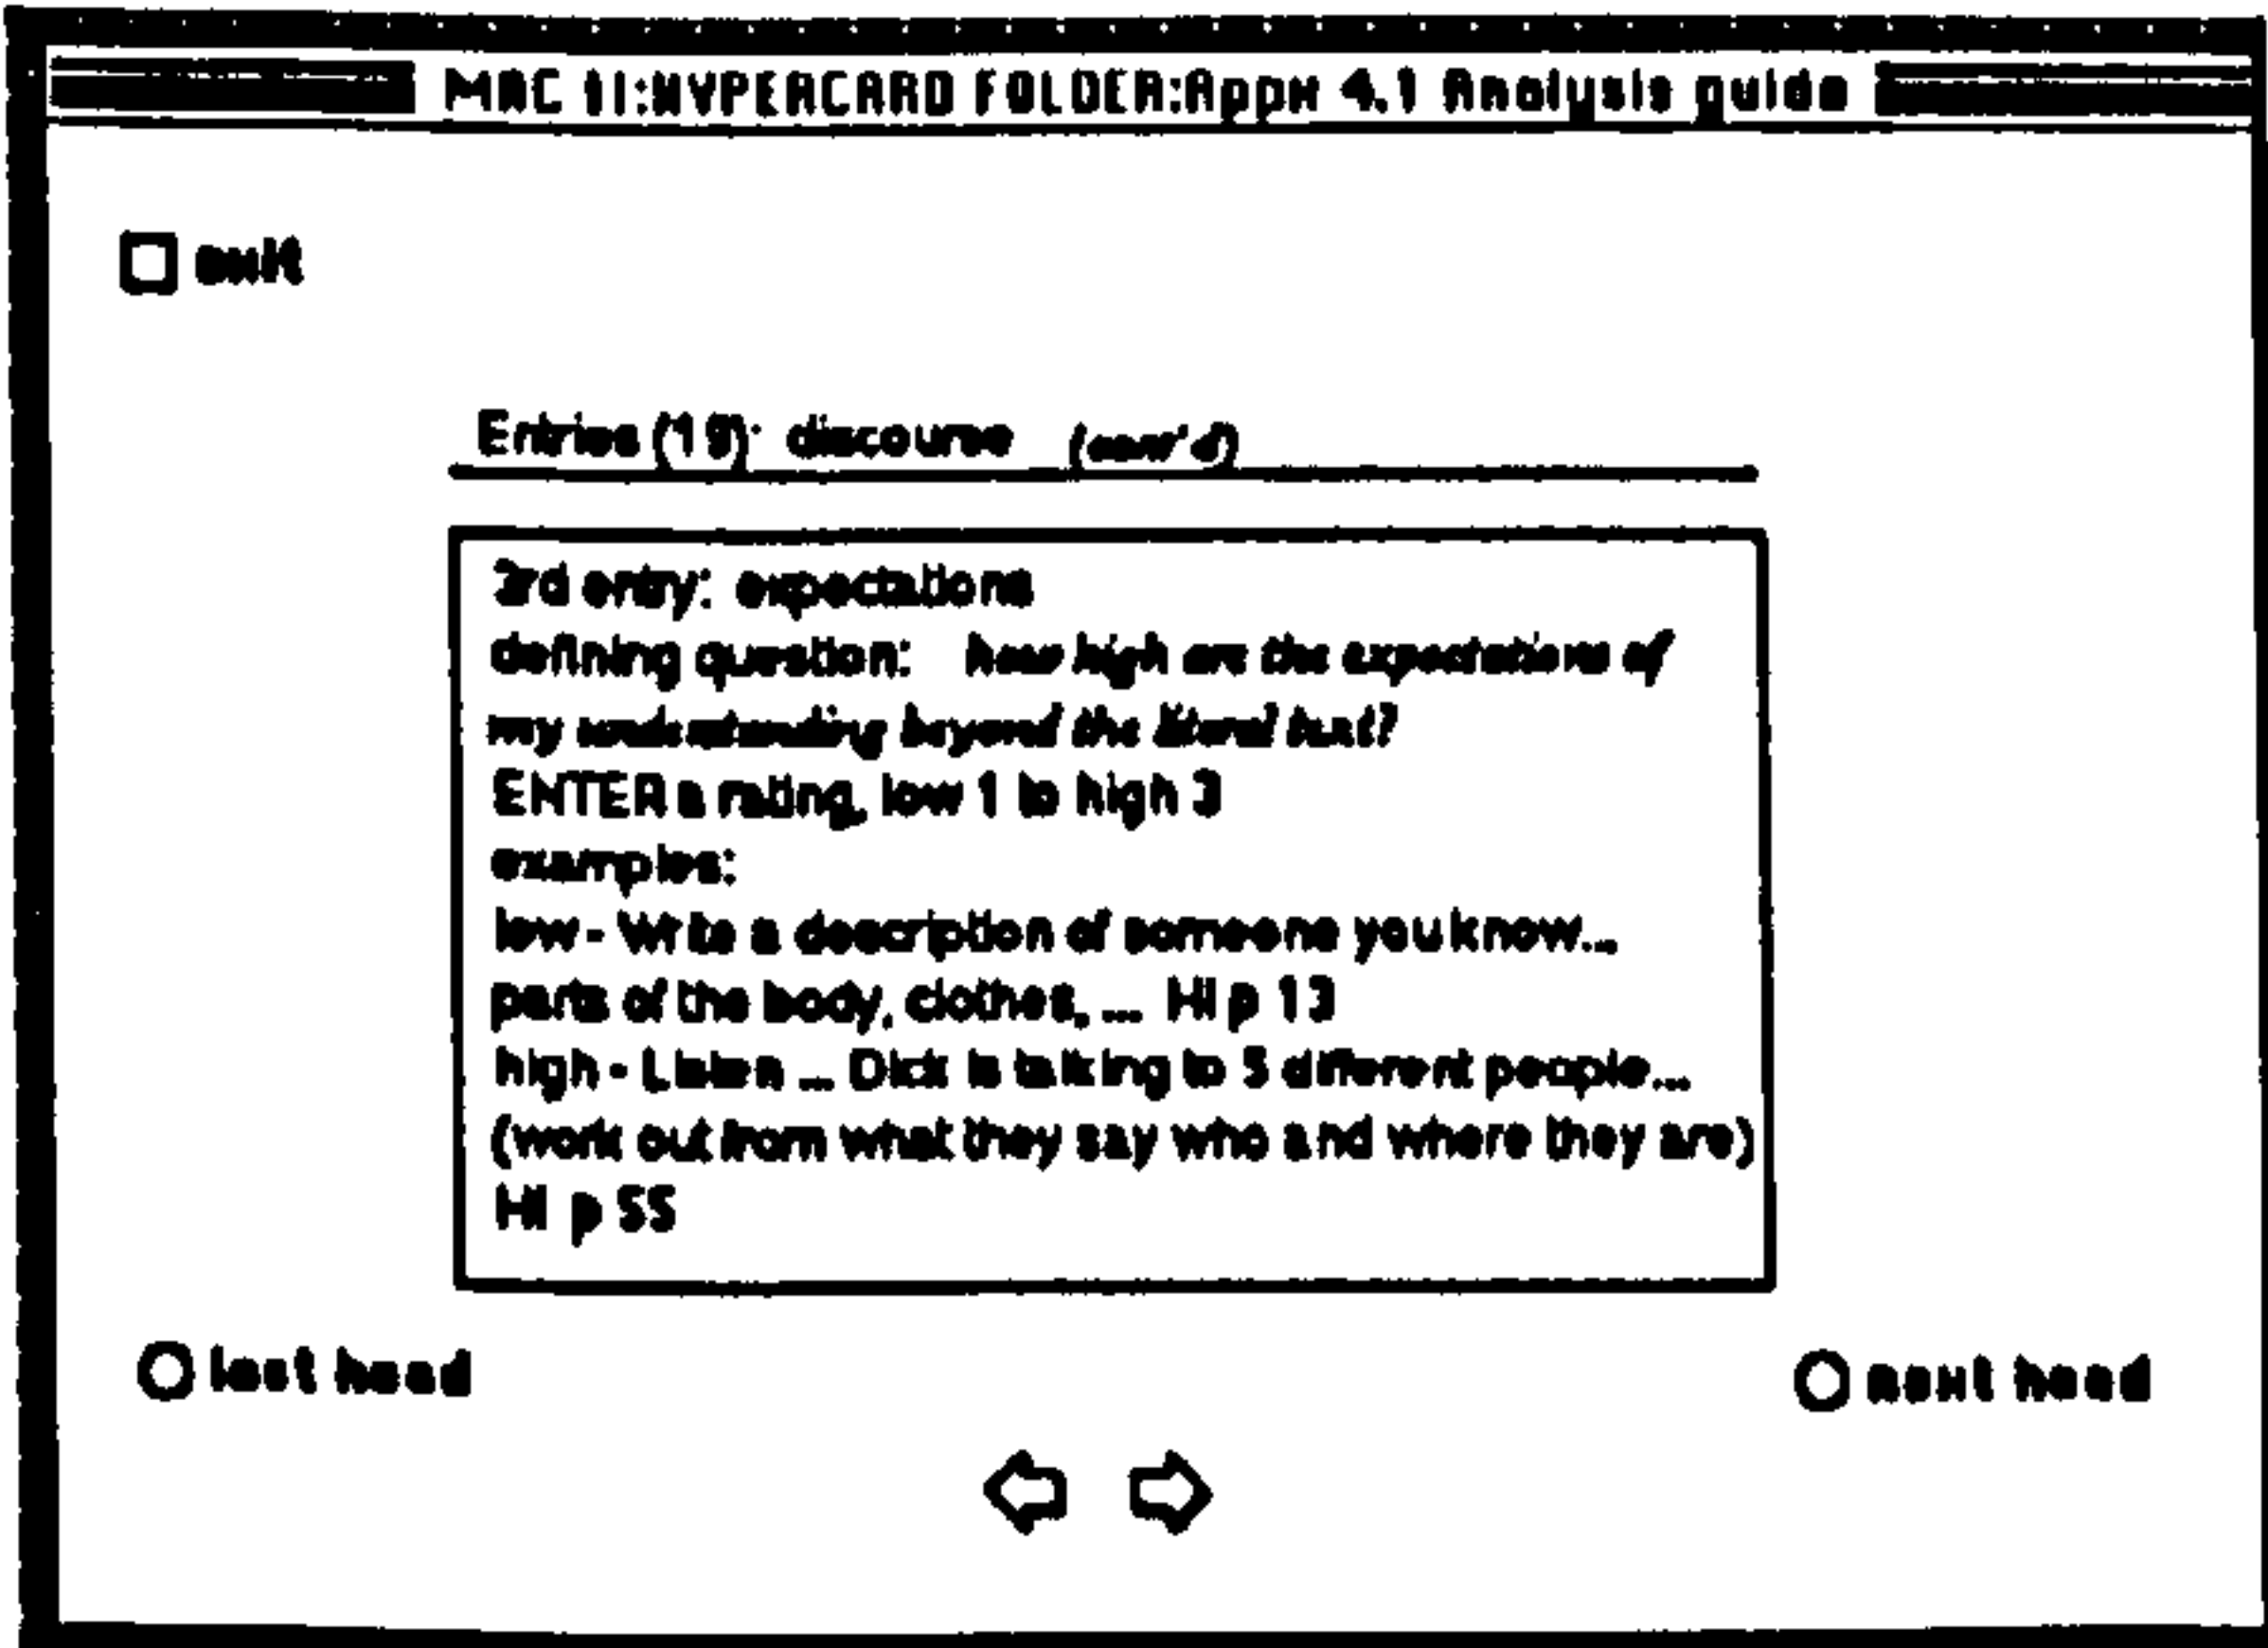 MAC II:HYPERCARD FOLDER:Appx 4.1 Analysis guide
quit
Entries (19): discourse (cont'd)
3rd entry: expectations
defining question: how high are the expectations of
my understanding beyond the literal text?
ENTER a rating, low 1 to high 3
examples:
low - Write a description of someone you know...
parts of the body, clothes, ... HI p 13
high - Listen ... Dick is talking to 5 different people...
(work out from what they say who and where they are)
HI p 55
last head
next head